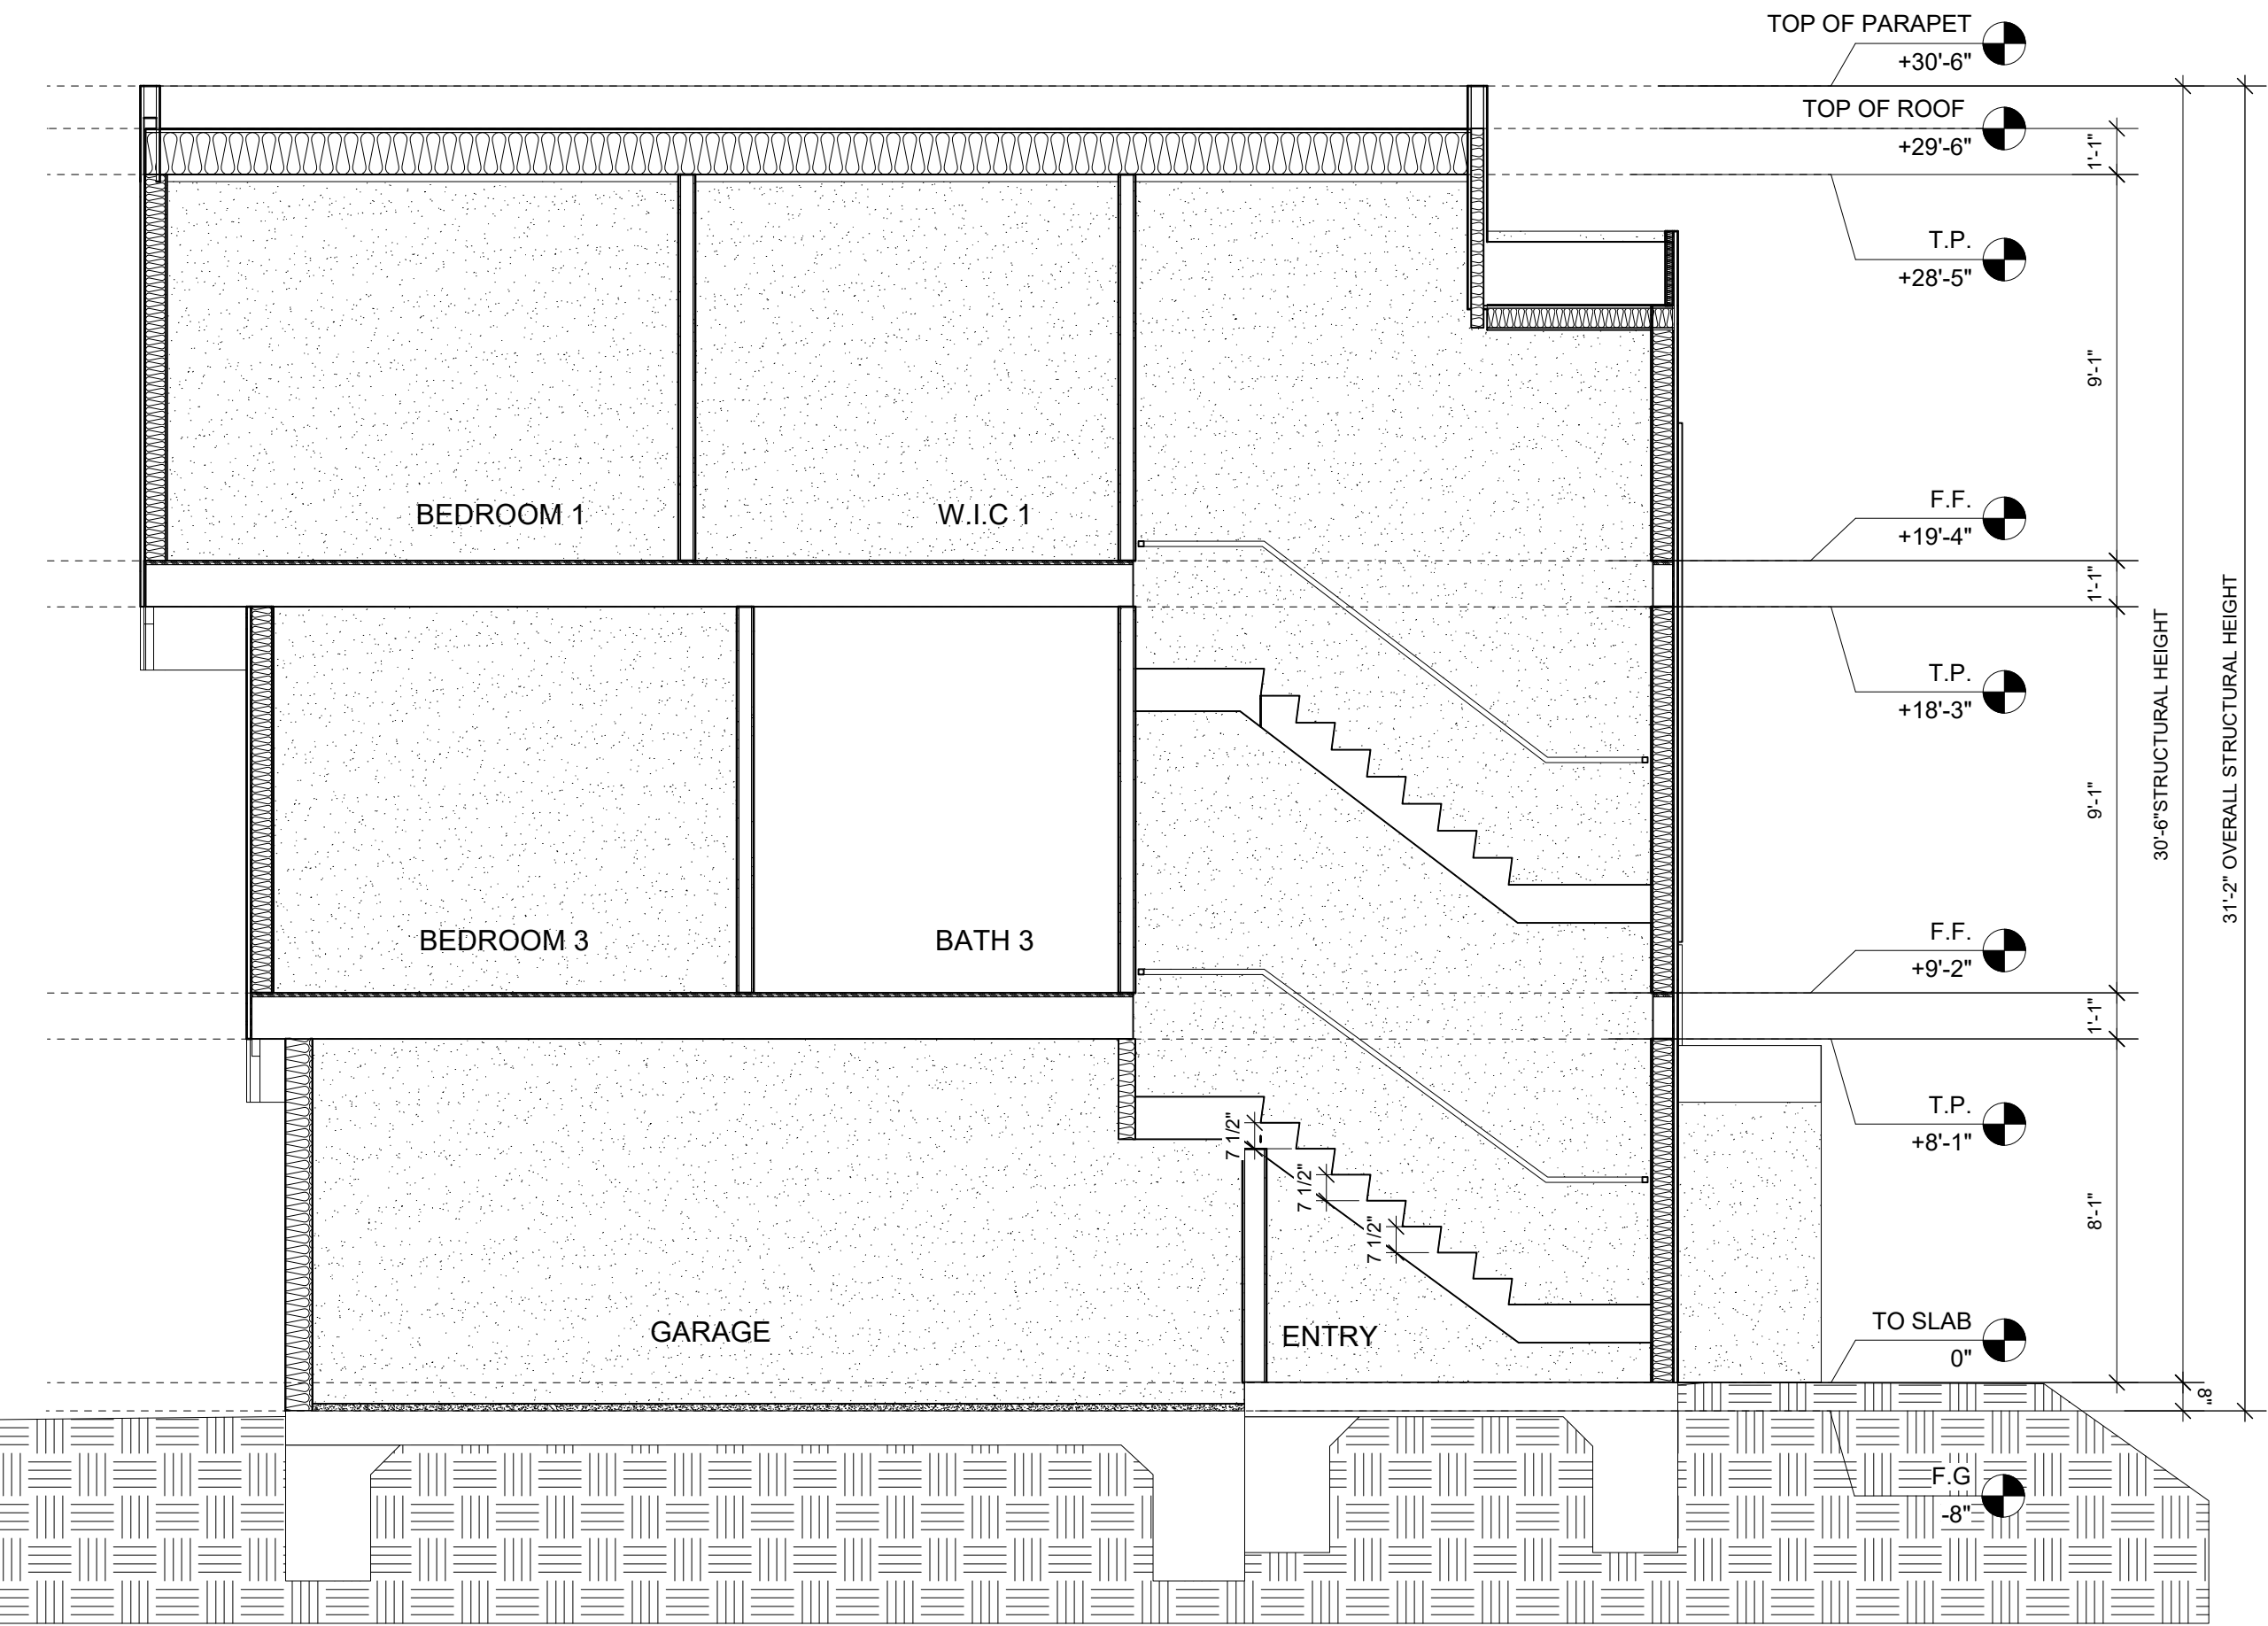 TOP OF PARAPET
+30'-6"
TOP OF ROOF
+29'-6"
1'-1"
T.P.
+28'-5"
9'-1"
BEDROOM 1
W.I.C 1
F.F.
+19'-4"
1'-1"
T.P.
+18'-3"
30'-6"STRUCTURAL HEIGHT
31'-2" OVERALL STRUCTURAL HEIGHT
9'-1"
BEDROOM 3
BATH 3
F.F.
+9'-2"
1'-1"
T.P.
+8'-1"
7 1/2"
7 1/2"
7 1/2"
8'-1"
GARAGE
ENTRY
TO SLAB
0"
8"
F.G
-8"